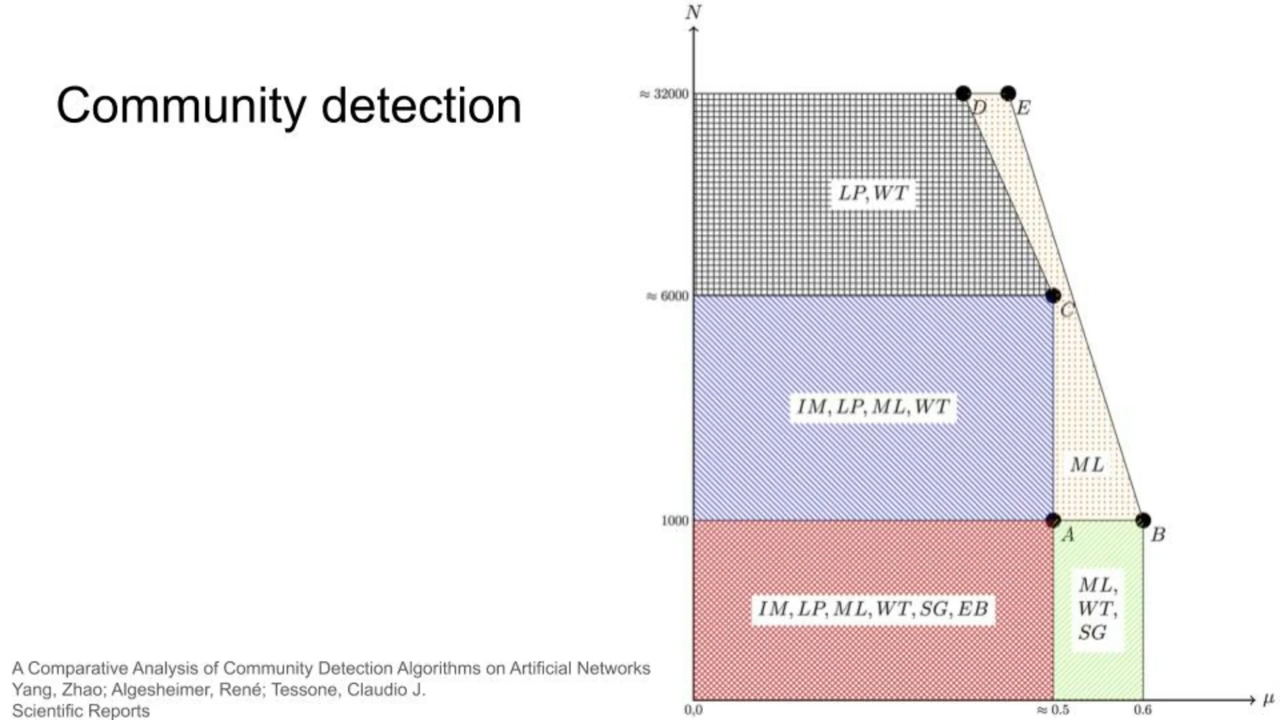 Community detection
N
≈ 32000
D
E
LP, WT
≈ 6000
C
IM, LP, ML, WT
ML
1000
A
B
IM, LP, ML, WT, SG, EB
ML,
WT,
SG
0,0
≈ 0.5
0.6
μ
A Comparative Analysis of Community Detection Algorithms on Artificial Networks
Yang, Zhao; Algesheimer, René; Tessone, Claudio J.
Scientific Reports